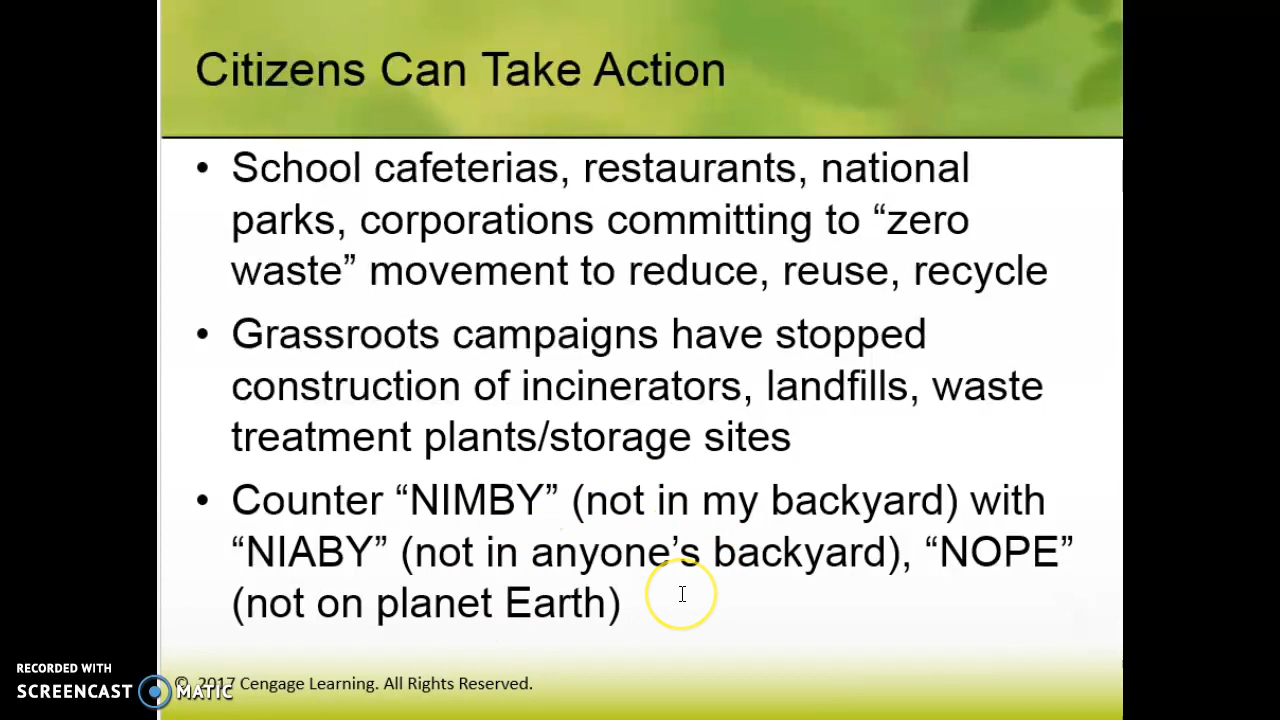 Citizens Can Take Action
• School cafeterias, restaurants, national
parks, corporations committing to “zero
waste” movement to reduce, reuse, recycle
• Grassroots campaigns have stopped
construction of incinerators, landfills, waste
treatment plants/storage sites
• Counter “NIMBY” (not in my backyard) with
“NIABY” (not in anyone’s backyard), “NOPE”
(not on planet Earth)
© 2017 Cengage Learning. All Rights Reserved.
RECORDED WITH
SCREENCAST MATIC